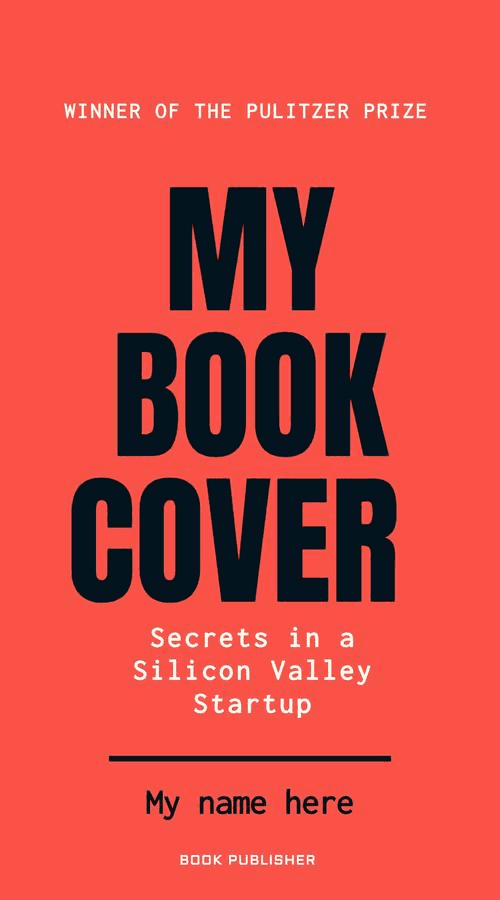 WINNER OF THE PULITZER PRIZE
MY
BOOK
COVER
Secrets in a
Silicon Valley
Startup
My name here
BOOK PUBLISHER